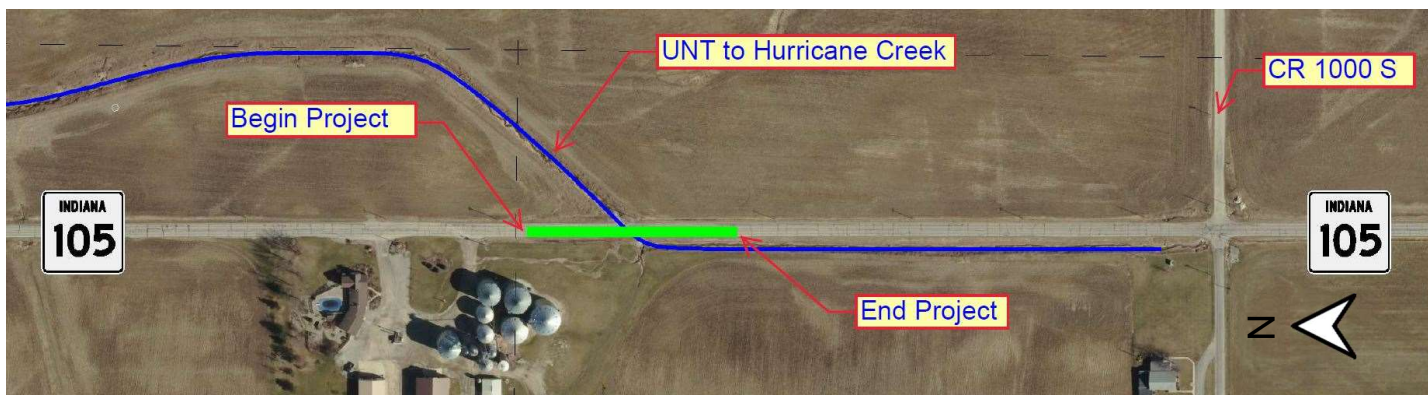 UNT to Hurricane Creek
CR 1000 S
Begin Project
INDIANA
105
INDIANA
105
End Project
N